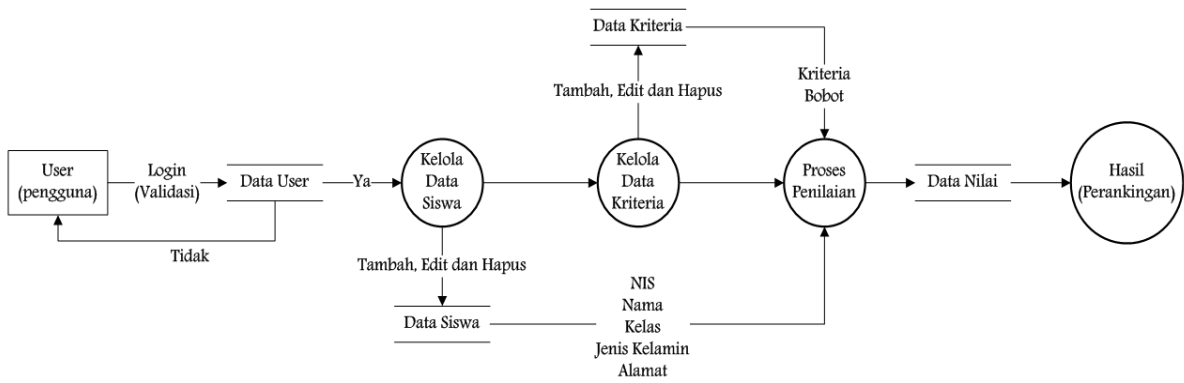 Data Kriteria
Kriteria
Bobot
Tambah, Edit dan Hapus
User
(pengguna)
Login
(Validasi)
Data User
Ya
Kelola
Data
Siswa
Kelola
Data
Kriteria
Proses
Penilaian
Data Nilai
Hasil
(Perankingan)
Tidak
Tambah, Edit dan Hapus
Data Siswa
NIS
Nama
Kelas
Jenis Kelamin
Alamat